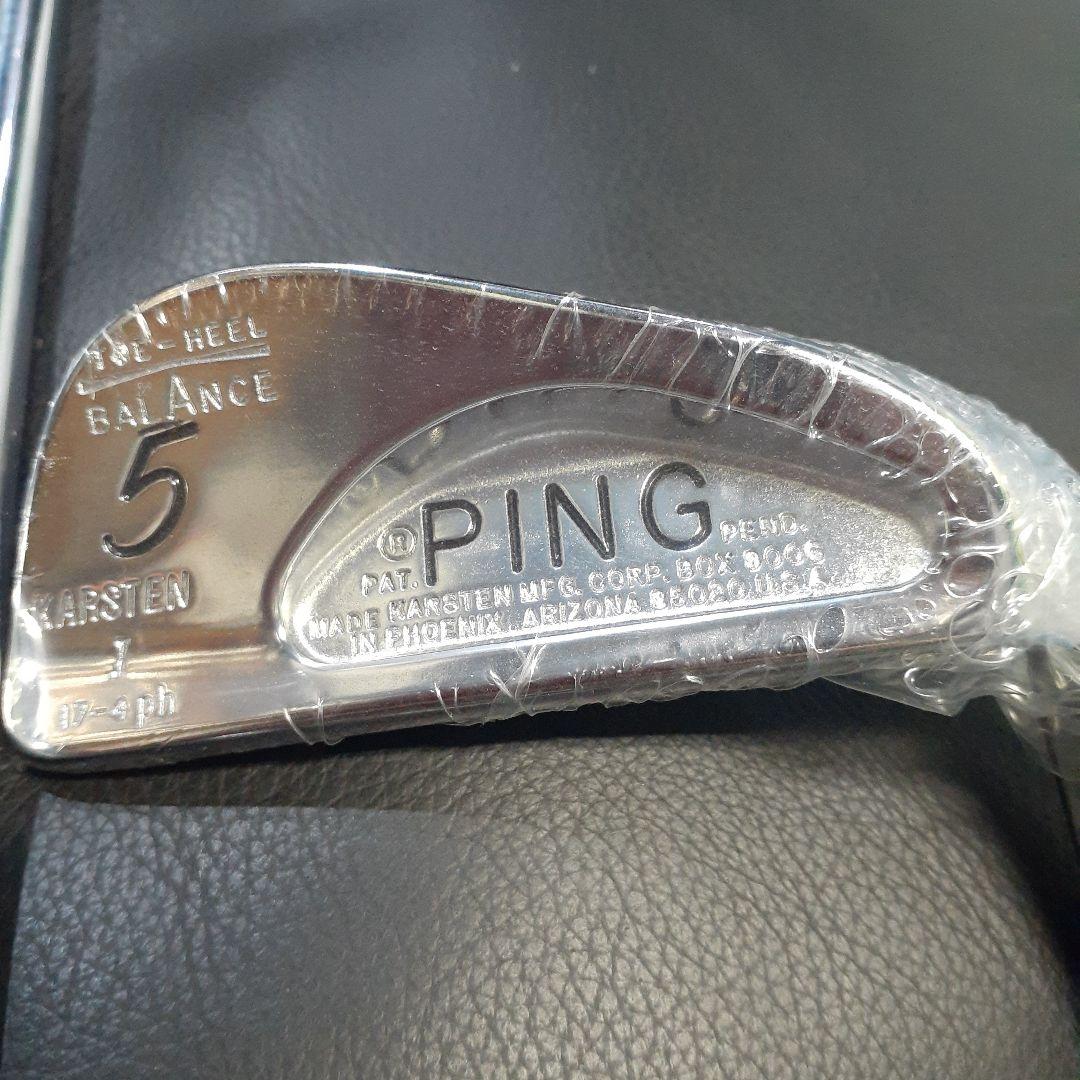 TOE-HEEL
BALANCE
5
KARSTEN
I
17-4 ph
® PING
PAT. PEND.
MADE KARSTEN MFG. CORP. BOX 9006
IN PHOENIX, ARIZONA 85020 U.S.A.